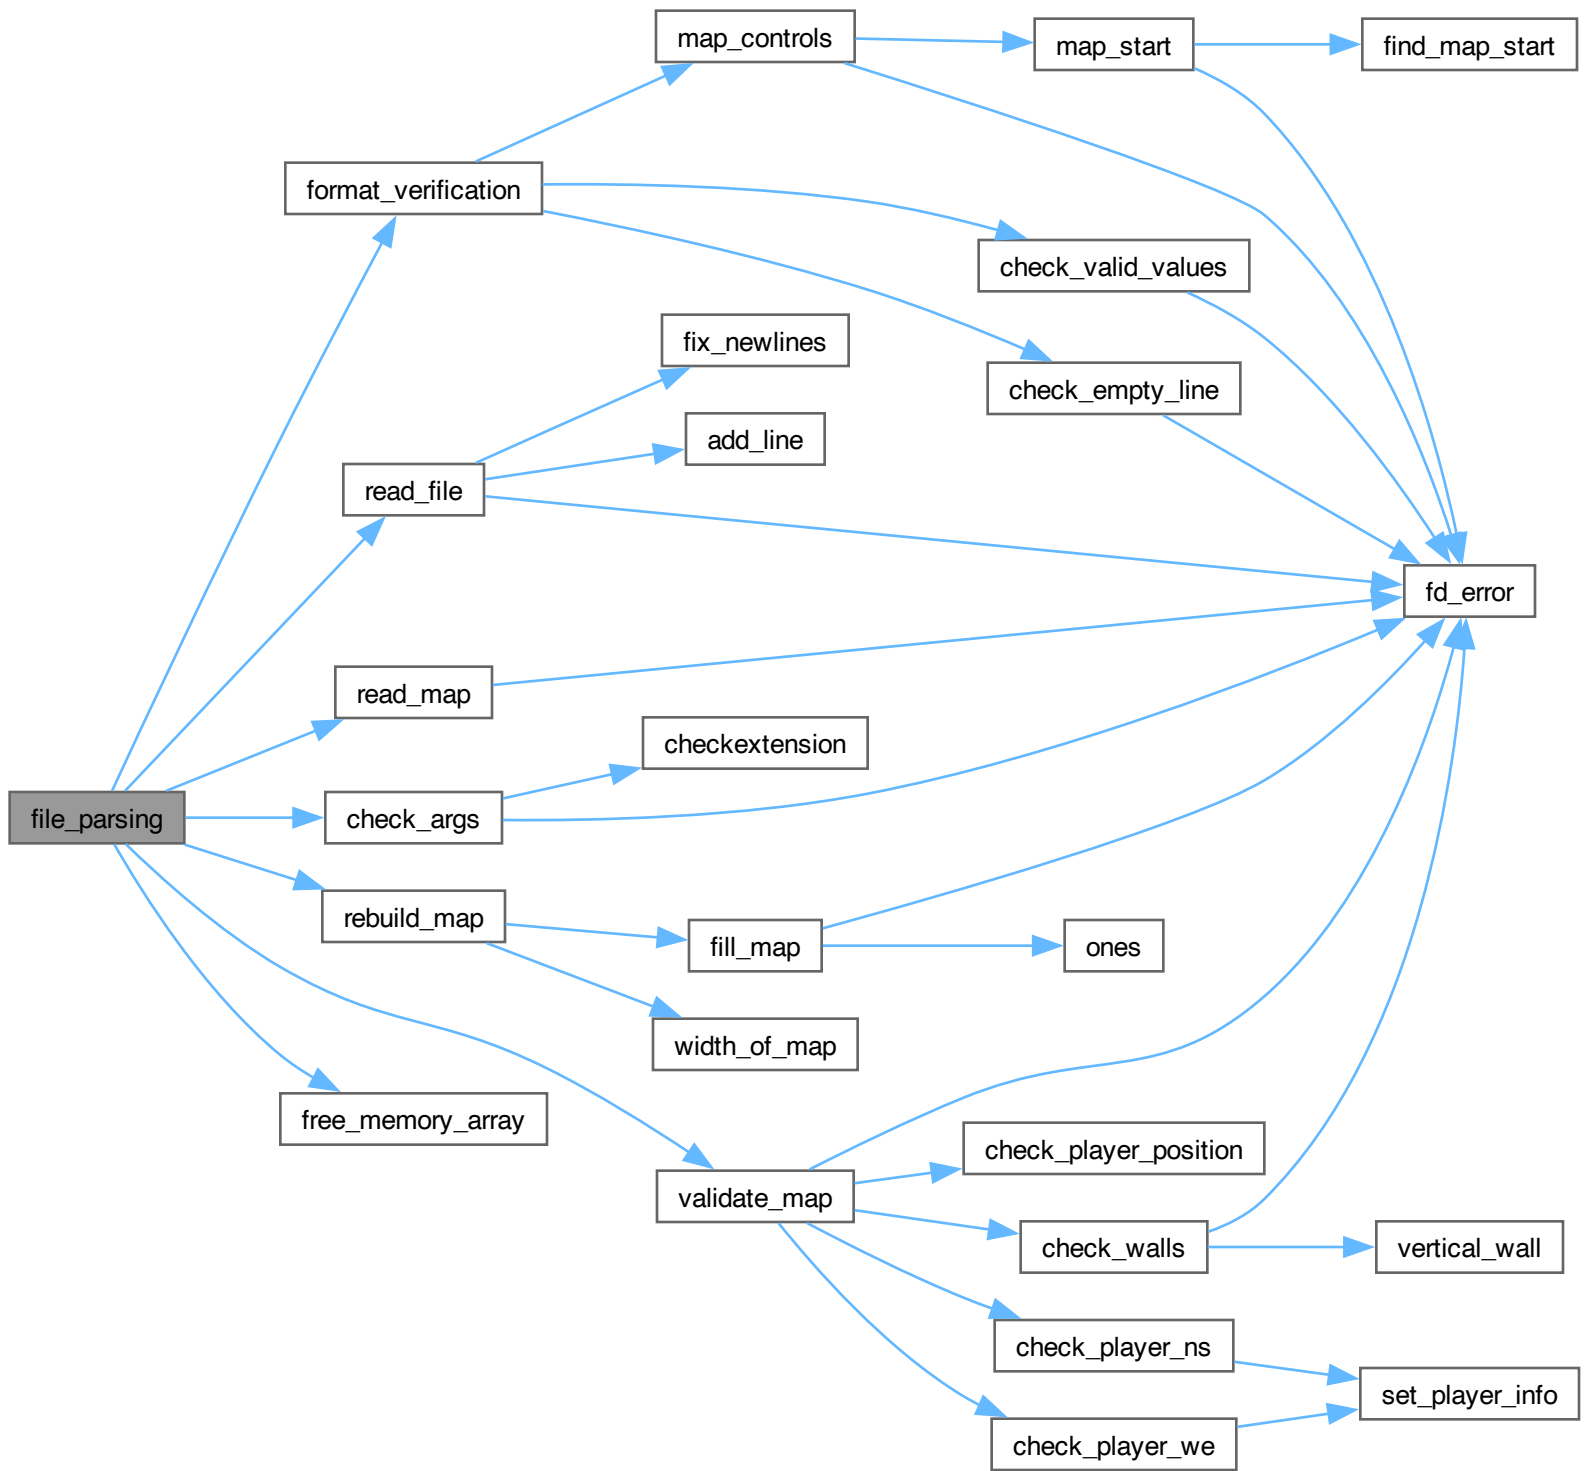 map_controls
map_start
find_map_start
format_verification
check_valid_values
fix_newlines
check_empty_line
add_line
read_file
fd_error
read_map
checkextension
file_parsing
check_args
rebuild_map
fill_map
ones
width_of_map
free_memory_array
check_player_position
validate_map
check_walls
vertical_wall
check_player_ns
set_player_info
check_player_we